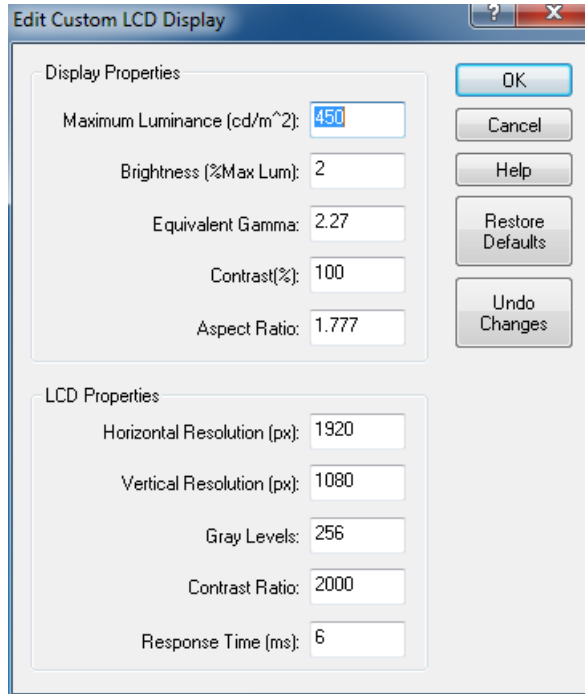 Edit Custom LCD Display
?
X
Display Properties
Maximum Luminance (cd/m^2): 450
Brightness (%Max Lum): 2
Equivalent Gamma: 2.27
Contrast(%): 100
Aspect Ratio: 1.777
LCD Properties
Horizontal Resolution (px): 1920
Vertical Resolution (px): 1080
Gray Levels: 256
Contrast Ratio: 2000
Response Time (ms): 6
OK
Cancel
Help
Restore
Defaults
Undo
Changes